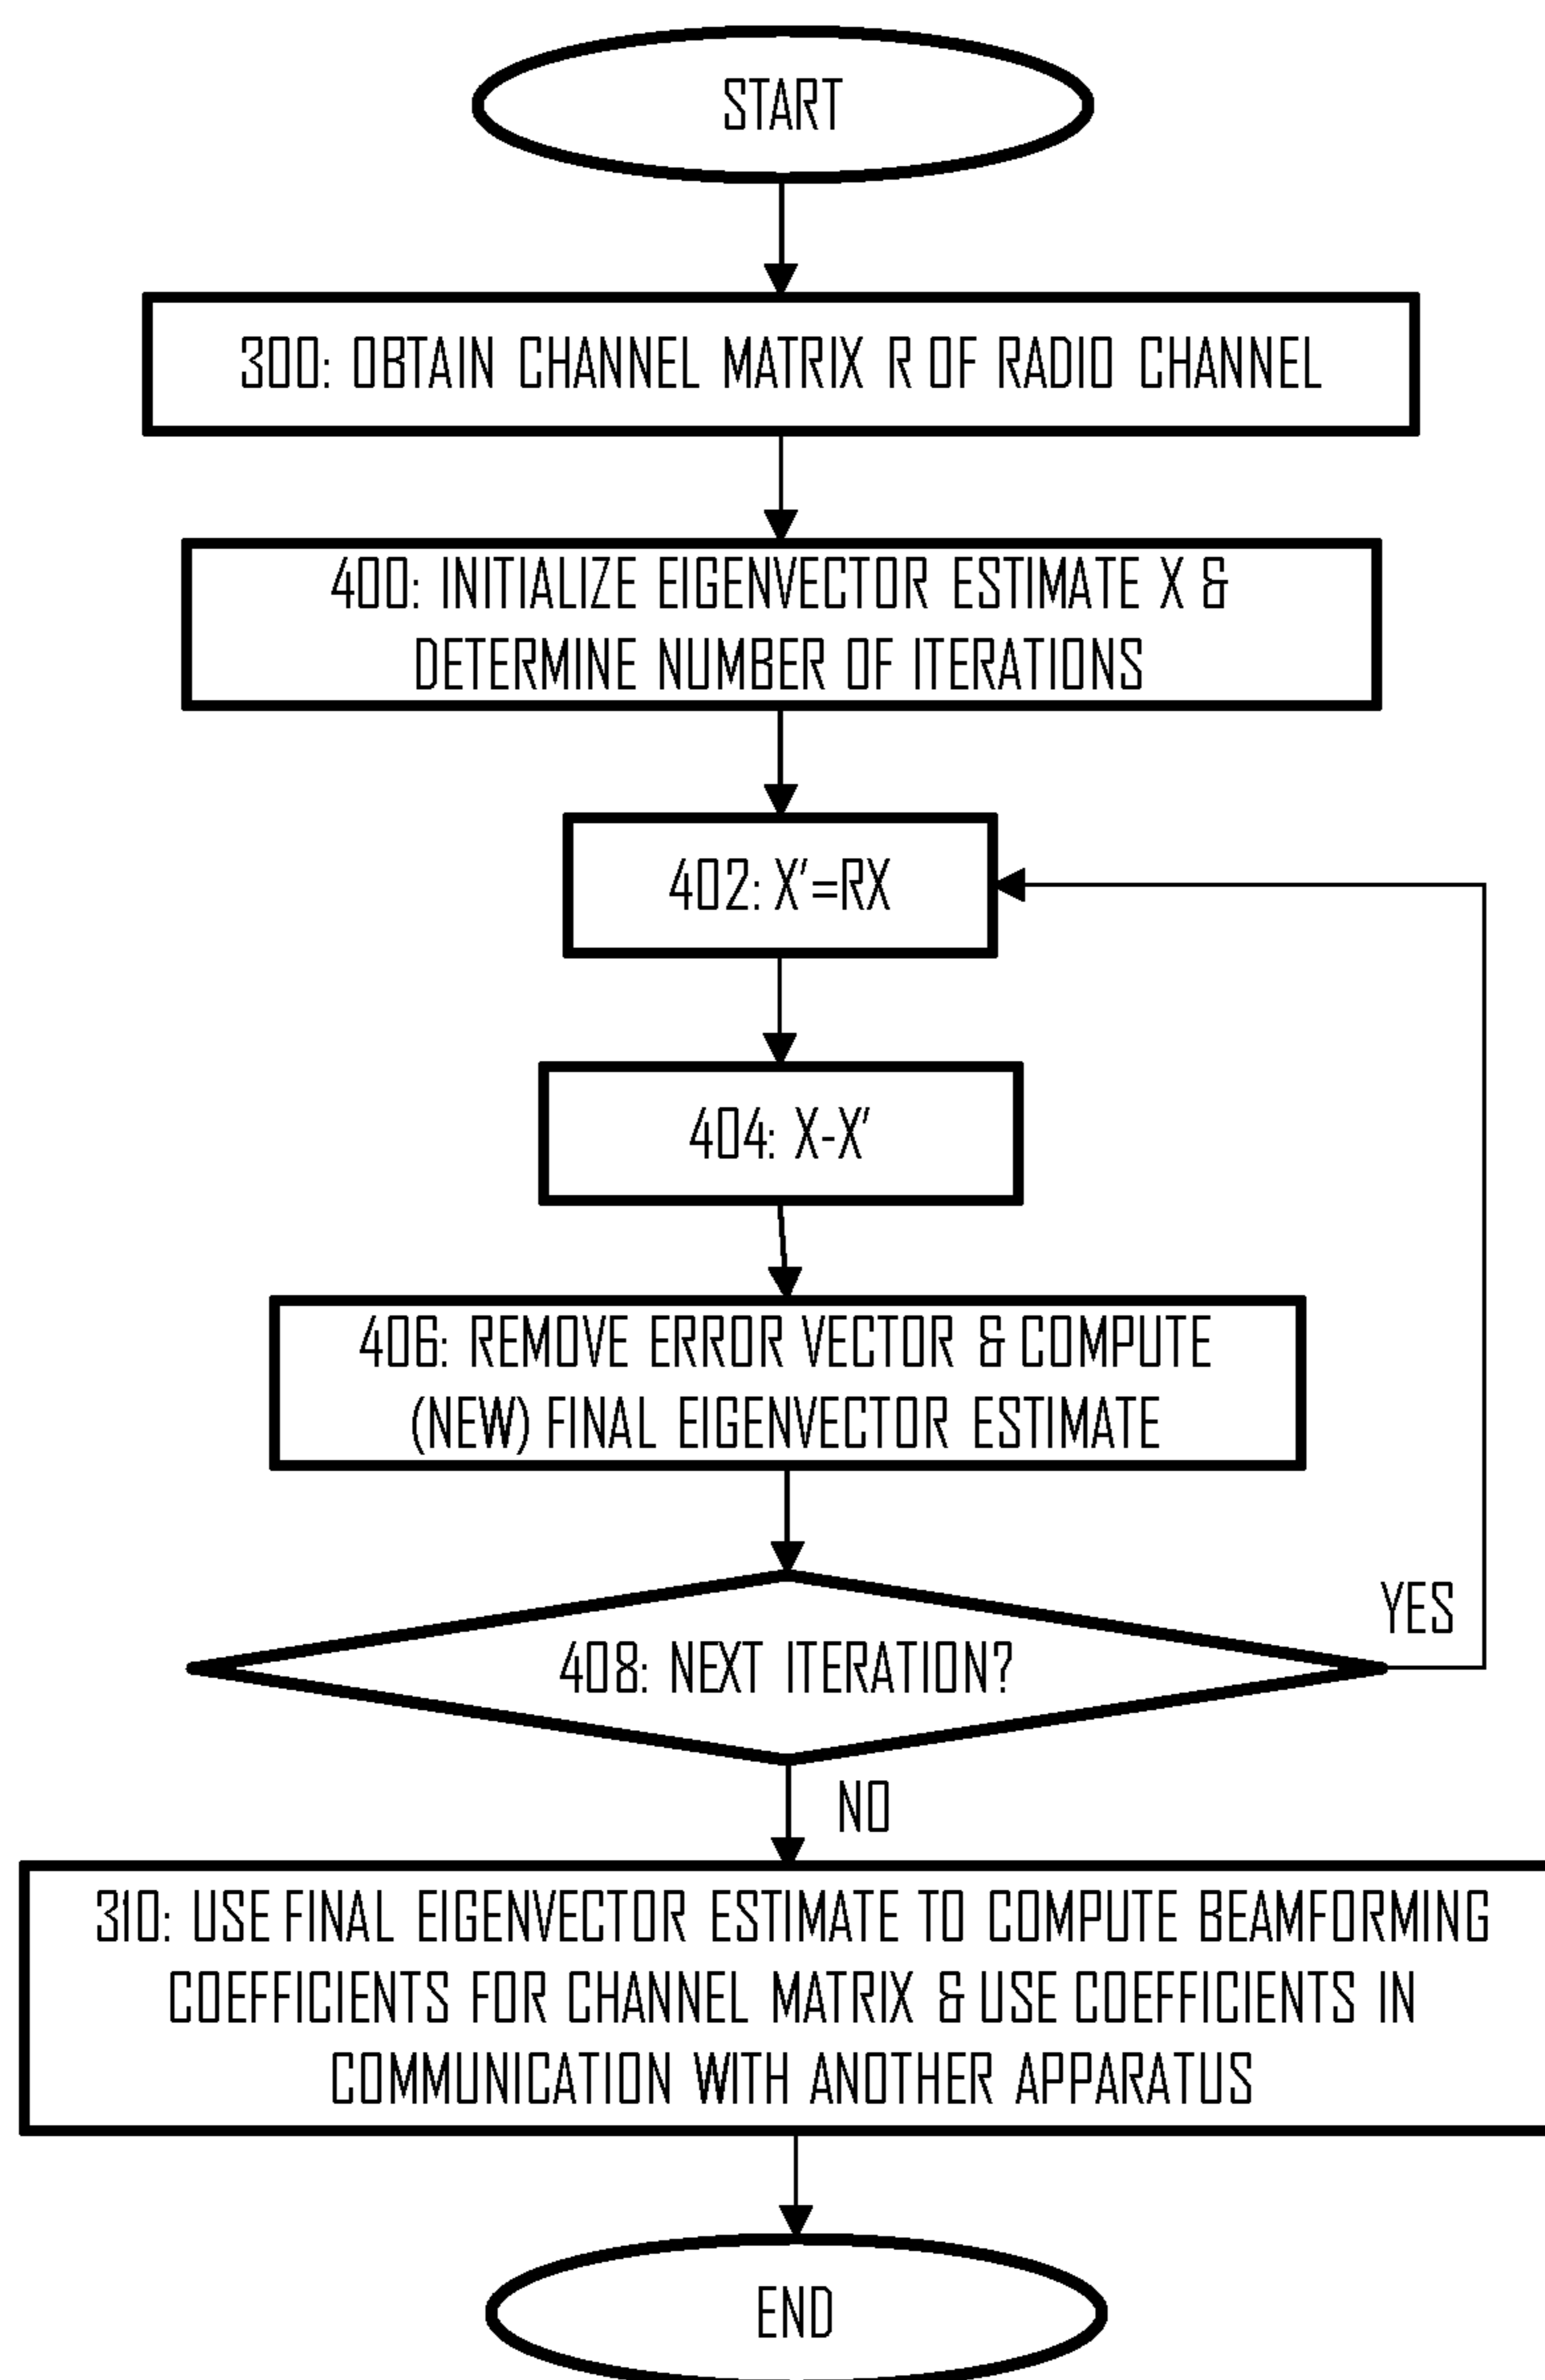 START
300: OBTAIN CHANNEL MATRIX R OF RADIO CHANNEL
400: INITIALIZE EIGENVECTOR ESTIMATE X &
DETERMINE NUMBER OF ITERATIONS
402: X'=RX
404: X-X'
406: REMOVE ERROR VECTOR & COMPUTE
(NEW) FINAL EIGENVECTOR ESTIMATE
YES
408: NEXT ITERATION?
NO
310: USE FINAL EIGENVECTOR ESTIMATE TO COMPUTE BEAMFORMING
COEFFICIENTS FOR CHANNEL MATRIX & USE COEFFICIENTS IN
COMMUNICATION WITH ANOTHER APPARATUS
END